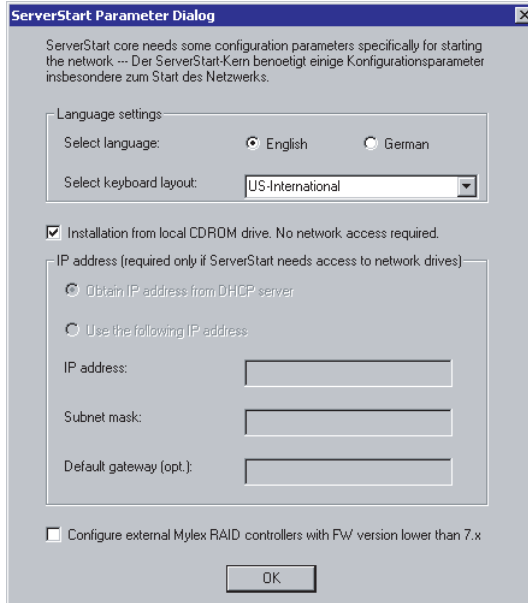 ServerStart Parameter Dialog
ServerStart core needs some configuration parameters specifically for starting
the network --- Der ServerStart-Kern benoetigt einige Konfigurationsparameter
insbesondere zum Start des Netzwerks.
Language settings
Select language:
English
German
Select keyboard layout:
US-International
Installation from local CDROM drive. No network access required.
IP address (required only if ServerStart needs access to network drives)
Obtain IP address from DHCP server
Use the following IP address
IP address:
Subnet mask:
Default gateway (opt.):
Configure external Mylex RAID controllers with FW version lower than 7.x
OK